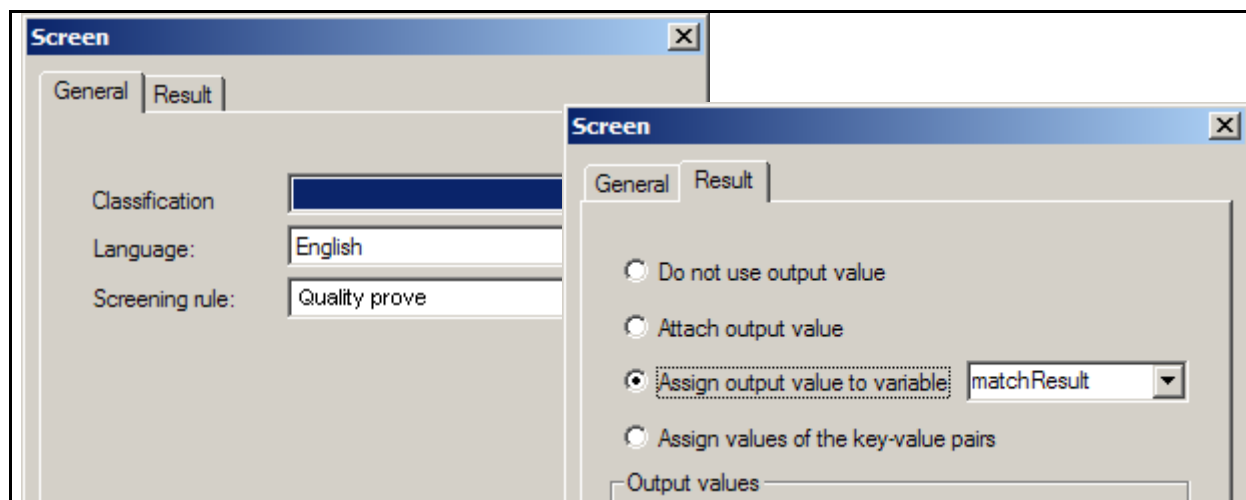 Screen
General Result
Classification
Language: English
Screening rule: Quality prove
Screen
General Result
Do not use output value
Attach output value
Assign output value to variable matchResult
Assign values of the key-value pairs
Output values